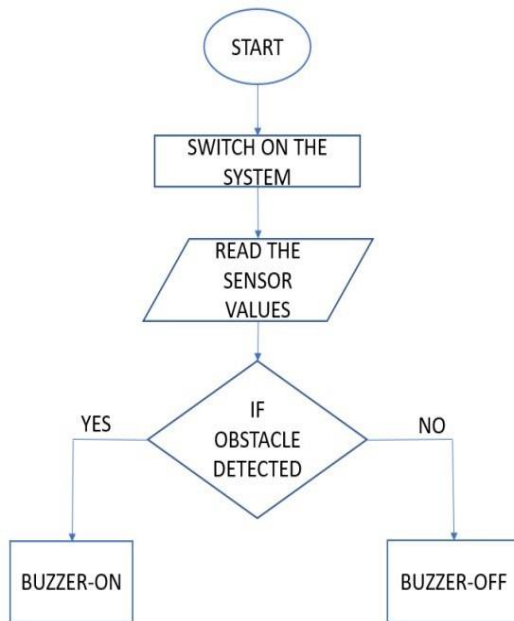 START
SWITCH ON THE
SYSTEM
READ THE
SENSOR
VALUES
IF
OBSTACLE
DETECTED
YES
NO
BUZZER-ON
BUZZER-OFF